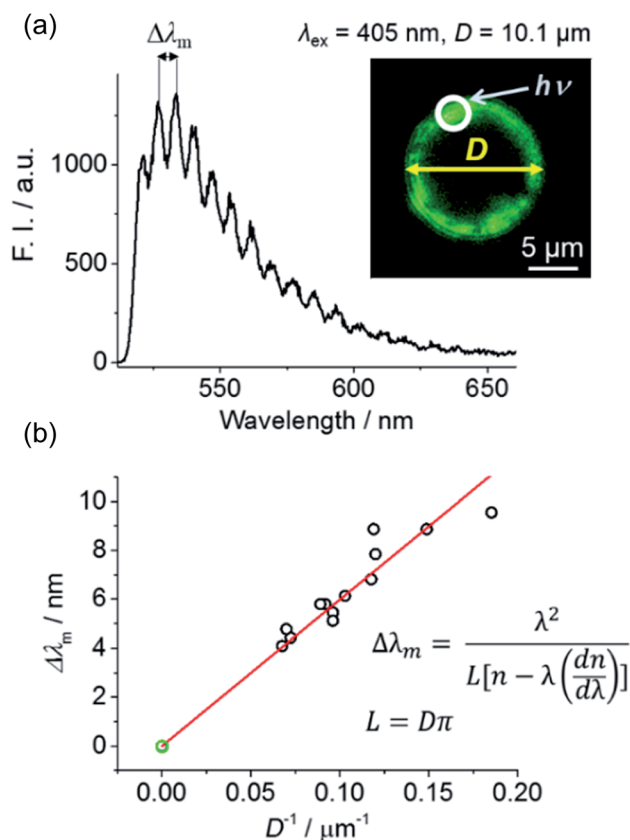 (a)
Δλm
λex = 405 nm, D = 10.1 μm
hν
D
5 μm
F. I. / a.u.
1000
500
0
550
600
650
Wavelength / nm
(b)
Δλm / nm
10
8
6
4
2
0
Δλm = λ² / L[n − λ(dn/dλ)]
L = Dπ
0.00
0.05
0.10
0.15
0.20
D⁻¹ / μm⁻¹